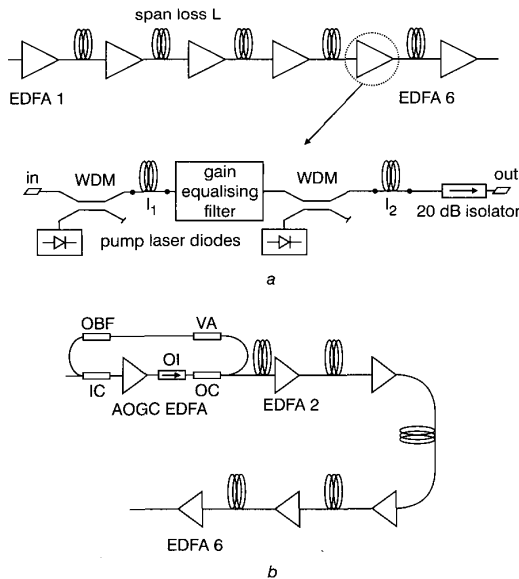 span loss L
EDFA 1
EDFA 6
in
WDM
l₁
gain
equalising
filter
WDM
l₂
out
20 dB isolator
pump laser diodes
a
OBF
VA
OI
IC
OC
AOGC EDFA
EDFA 2
EDFA 6
b